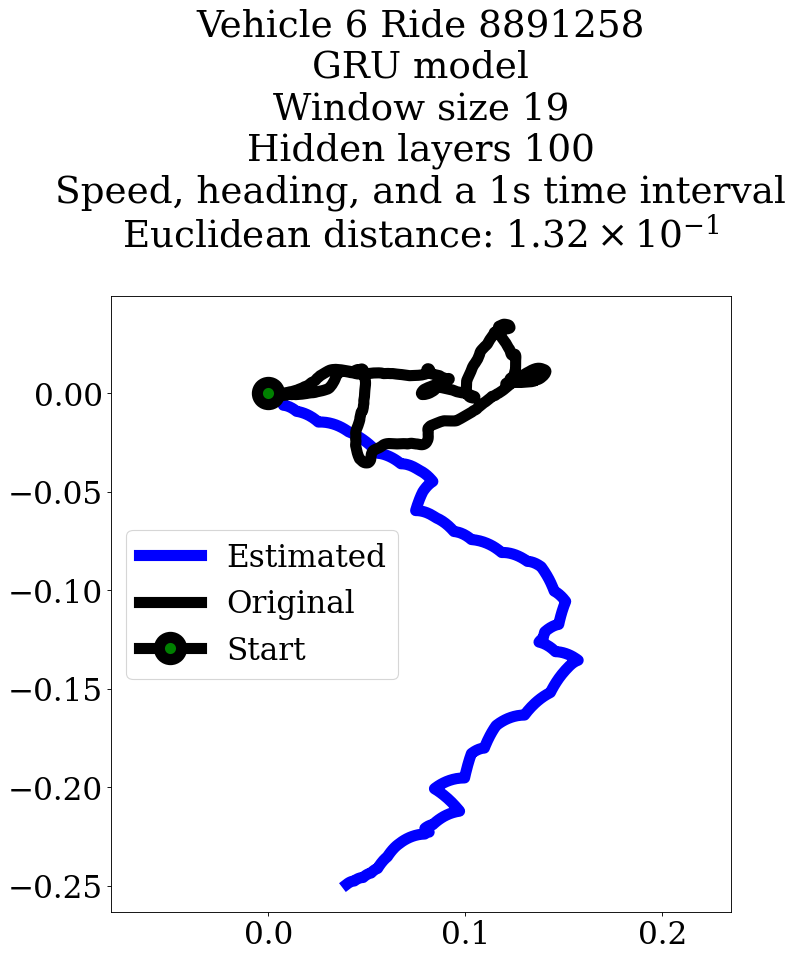 Vehicle 6 Ride 8891258
GRU model
Window size 19
Hidden layers 100
Speed, heading, and a 1s time interval
Euclidean distance: 1.32 × 10⁻¹
0.00
−0.05
−0.10
−0.15
−0.20
−0.25
Estimated
Original
Start
0.0 0.1 0.2